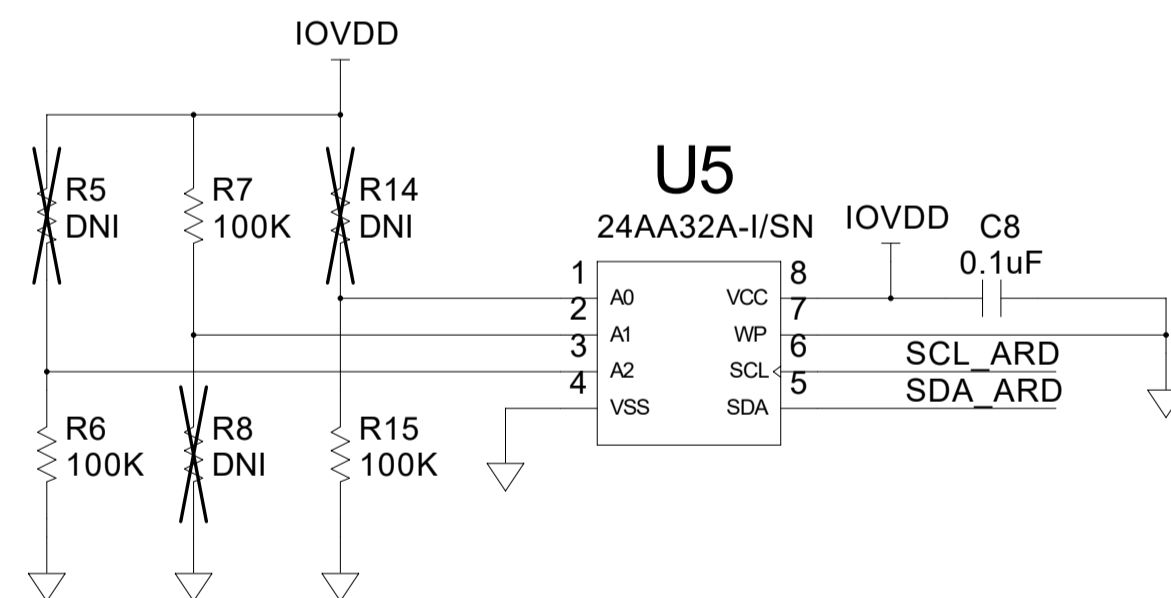 IOVDD
R5
DNI
R7
100K
R14
DNI
U5
24AA32A-I/SN
IOVDD
C8
0.1uF
1
2
3
4
A0
A1
A2
VSS
VCC
WP
SCL
SDA
8
7
6
5
SCL_ARD
SDA_ARD
R6
100K
R8
DNI
R15
100K